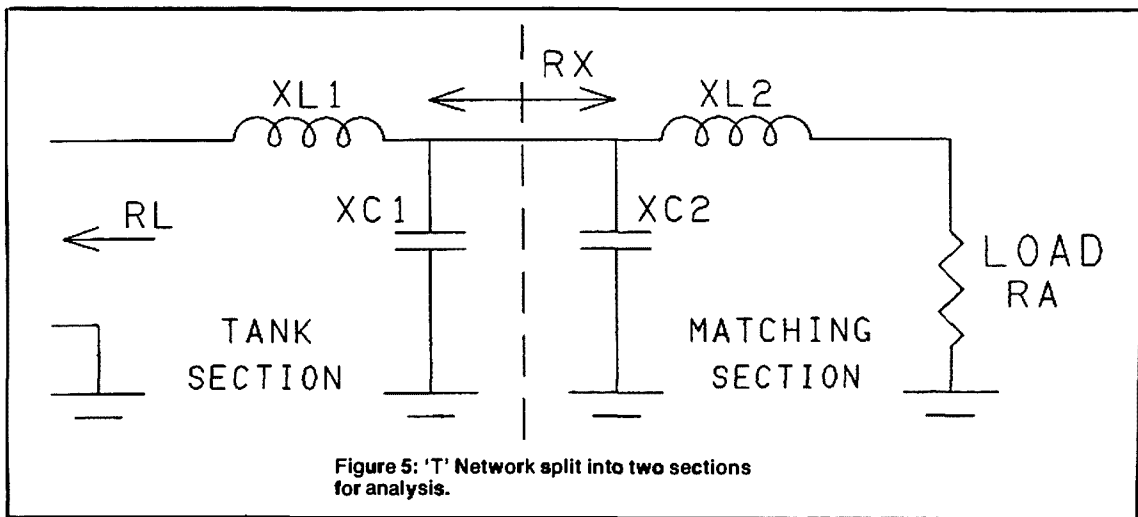 RX
XL1
XL2
RL
XC1
XC2
LOAD
RA
TANK
SECTION
MATCHING
SECTION
Figure 5: 'T' Network split into two sections
for analysis.